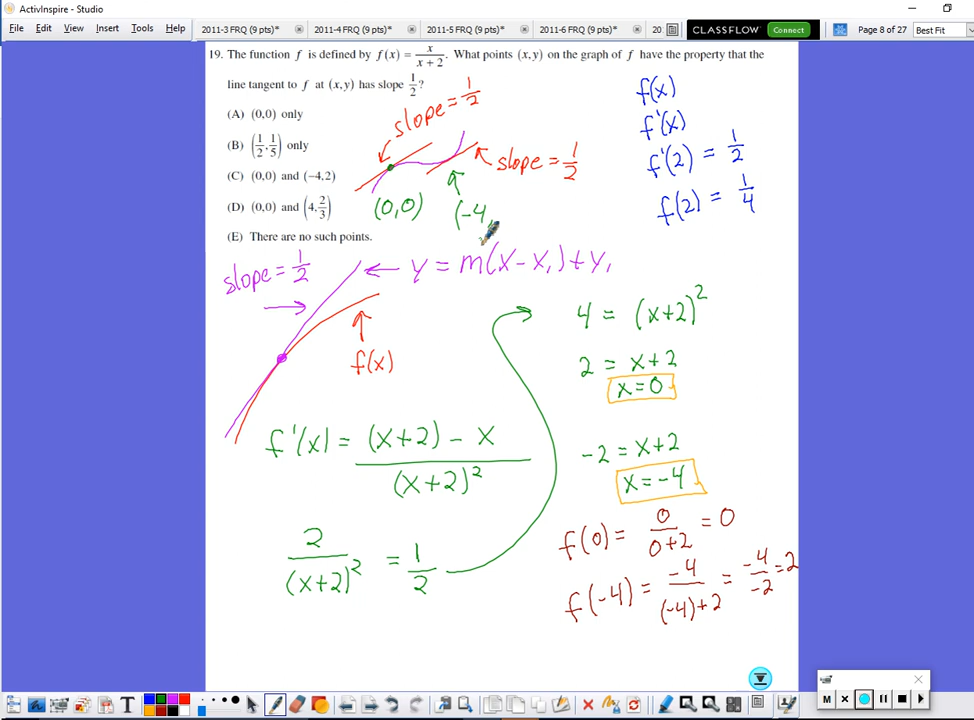 ActivInspire - Studio
File Edit View Insert Tools Help
2011-3 FRQ (9 pts)*
2011-4 FRQ (9 pts)*
2011-5 FRQ (9 pts)*
2011-6 FRQ (9 pts)*
20
CLASSFLOW
Connect
Page 8 of 27
Best Fit
19. The function f is defined by f(x) = x/(x + 2). What points (x, y) on the graph of f have the property that the
line tangent to f at (x, y) has slope 1/2?
(A) (0,0) only
(B) (1/2, 1/5) only
(C) (0,0) and (−4,2)
(D) (0,0) and (4, 2/3)
(E) There are no such points.
slope = 1/2
slope = 1/2
(0,0)
(-4,
f(x)
f'(x)
f'(2) = 1/2
f(2) = 1/4
slope = 1/2
y = m(x-x₁)+y₁
f(x)
f'(x) = ((x+2) - x)/(x+2)²
2/(x+2)² = 1/2
4 = (x+2)²
2 = x+2
x=0
-2 = x+2
x=-4
f(0) = 0/(0+2) = 0
f(-4) = -4/((-4)+2) = -4/-2 = 2
T
M